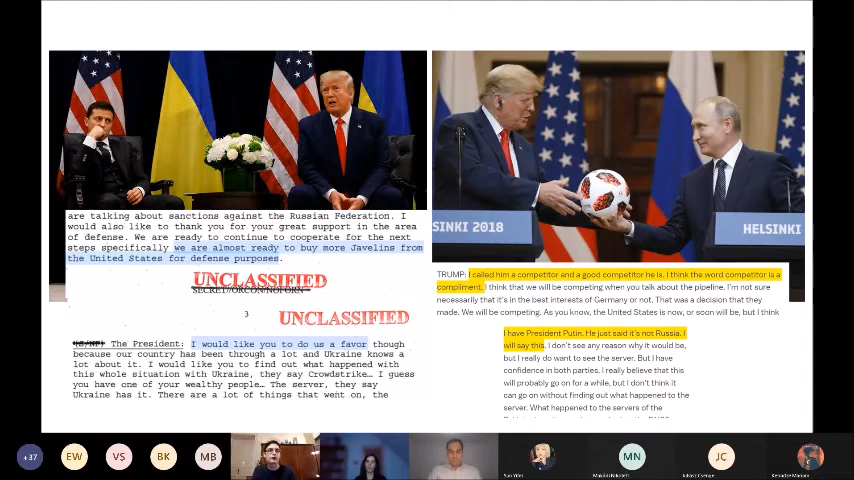 SINKI 2018
HELSINKI
are talking about sanctions against the Russian Federation. I
would also like to thank you for your great support in the area
of defense. We are ready to continue to cooperate for the next
steps specifically we are almost ready to buy more Javelins from
the United States for defense purposes.
UNCLASSIFIED
SECRET//ORCON/NOFORN
3
UNCLASSIFIED
(S/NF) The President: I would like you to do us a favor though
because our country has been through a lot and Ukraine knows a
lot about it. I would like you to find out what happened with
this whole situation with Ukraine, they say Crowdstrike… I guess
you have one of your wealthy people… The server, they say
Ukraine has it. There are a lot of things that went on, the
TRUMP: I called him a competitor and a good competitor he is. I think the word competitor is a
compliment. I think that we will be competing when you talk about the pipeline. I'm not sure
necessarily that it's in the best interests of Germany or not. That was a decision that they
made. We will be competing. As you know, the United States is now, or soon will be, but I think
I have President Putin. He just said it's not Russia. I
will say this. I don't see any reason why it would be,
but I really do want to see the server. But I have
confidence in both parties. I really believe that this
will probably go on for a while, but I don't think it
can go on without finding out what happened to the
server. What happened to the servers of the
+37
EW
VS
BK
MB
MN
JC